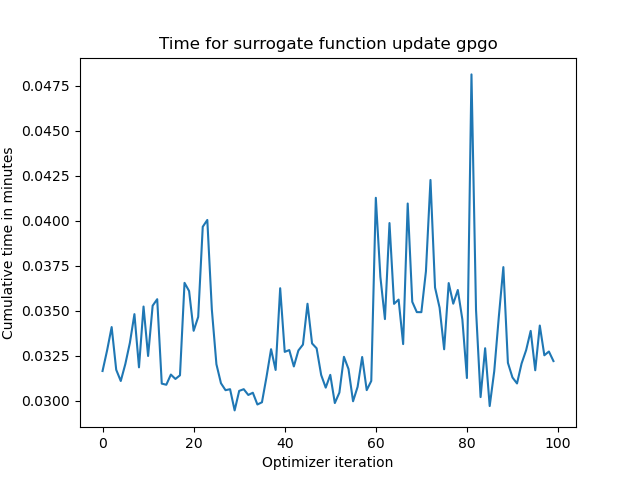 Time for surrogate function update gpgo
Cumulative time in minutes
0.0475
0.0450
0.0425
0.0400
0.0375
0.0350
0.0325
0.0300
0 20 40 60 80 100
Optimizer iteration